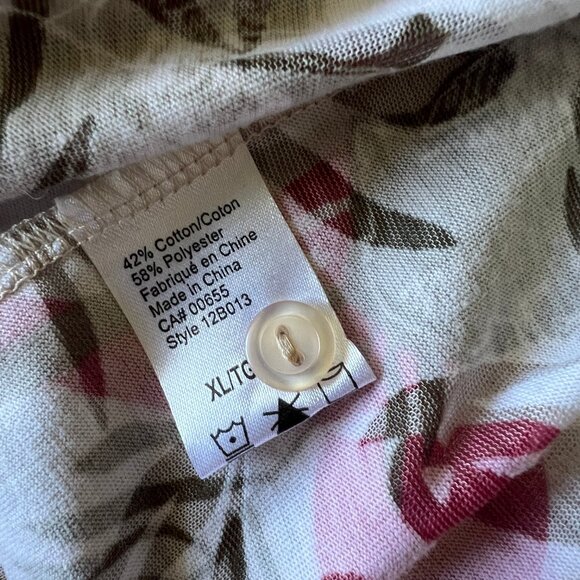 42% Cotton/Coton
58% Polyester
Fabriqué en Chine
Made in China
CA# 00655
Style 12B013
XL/TG